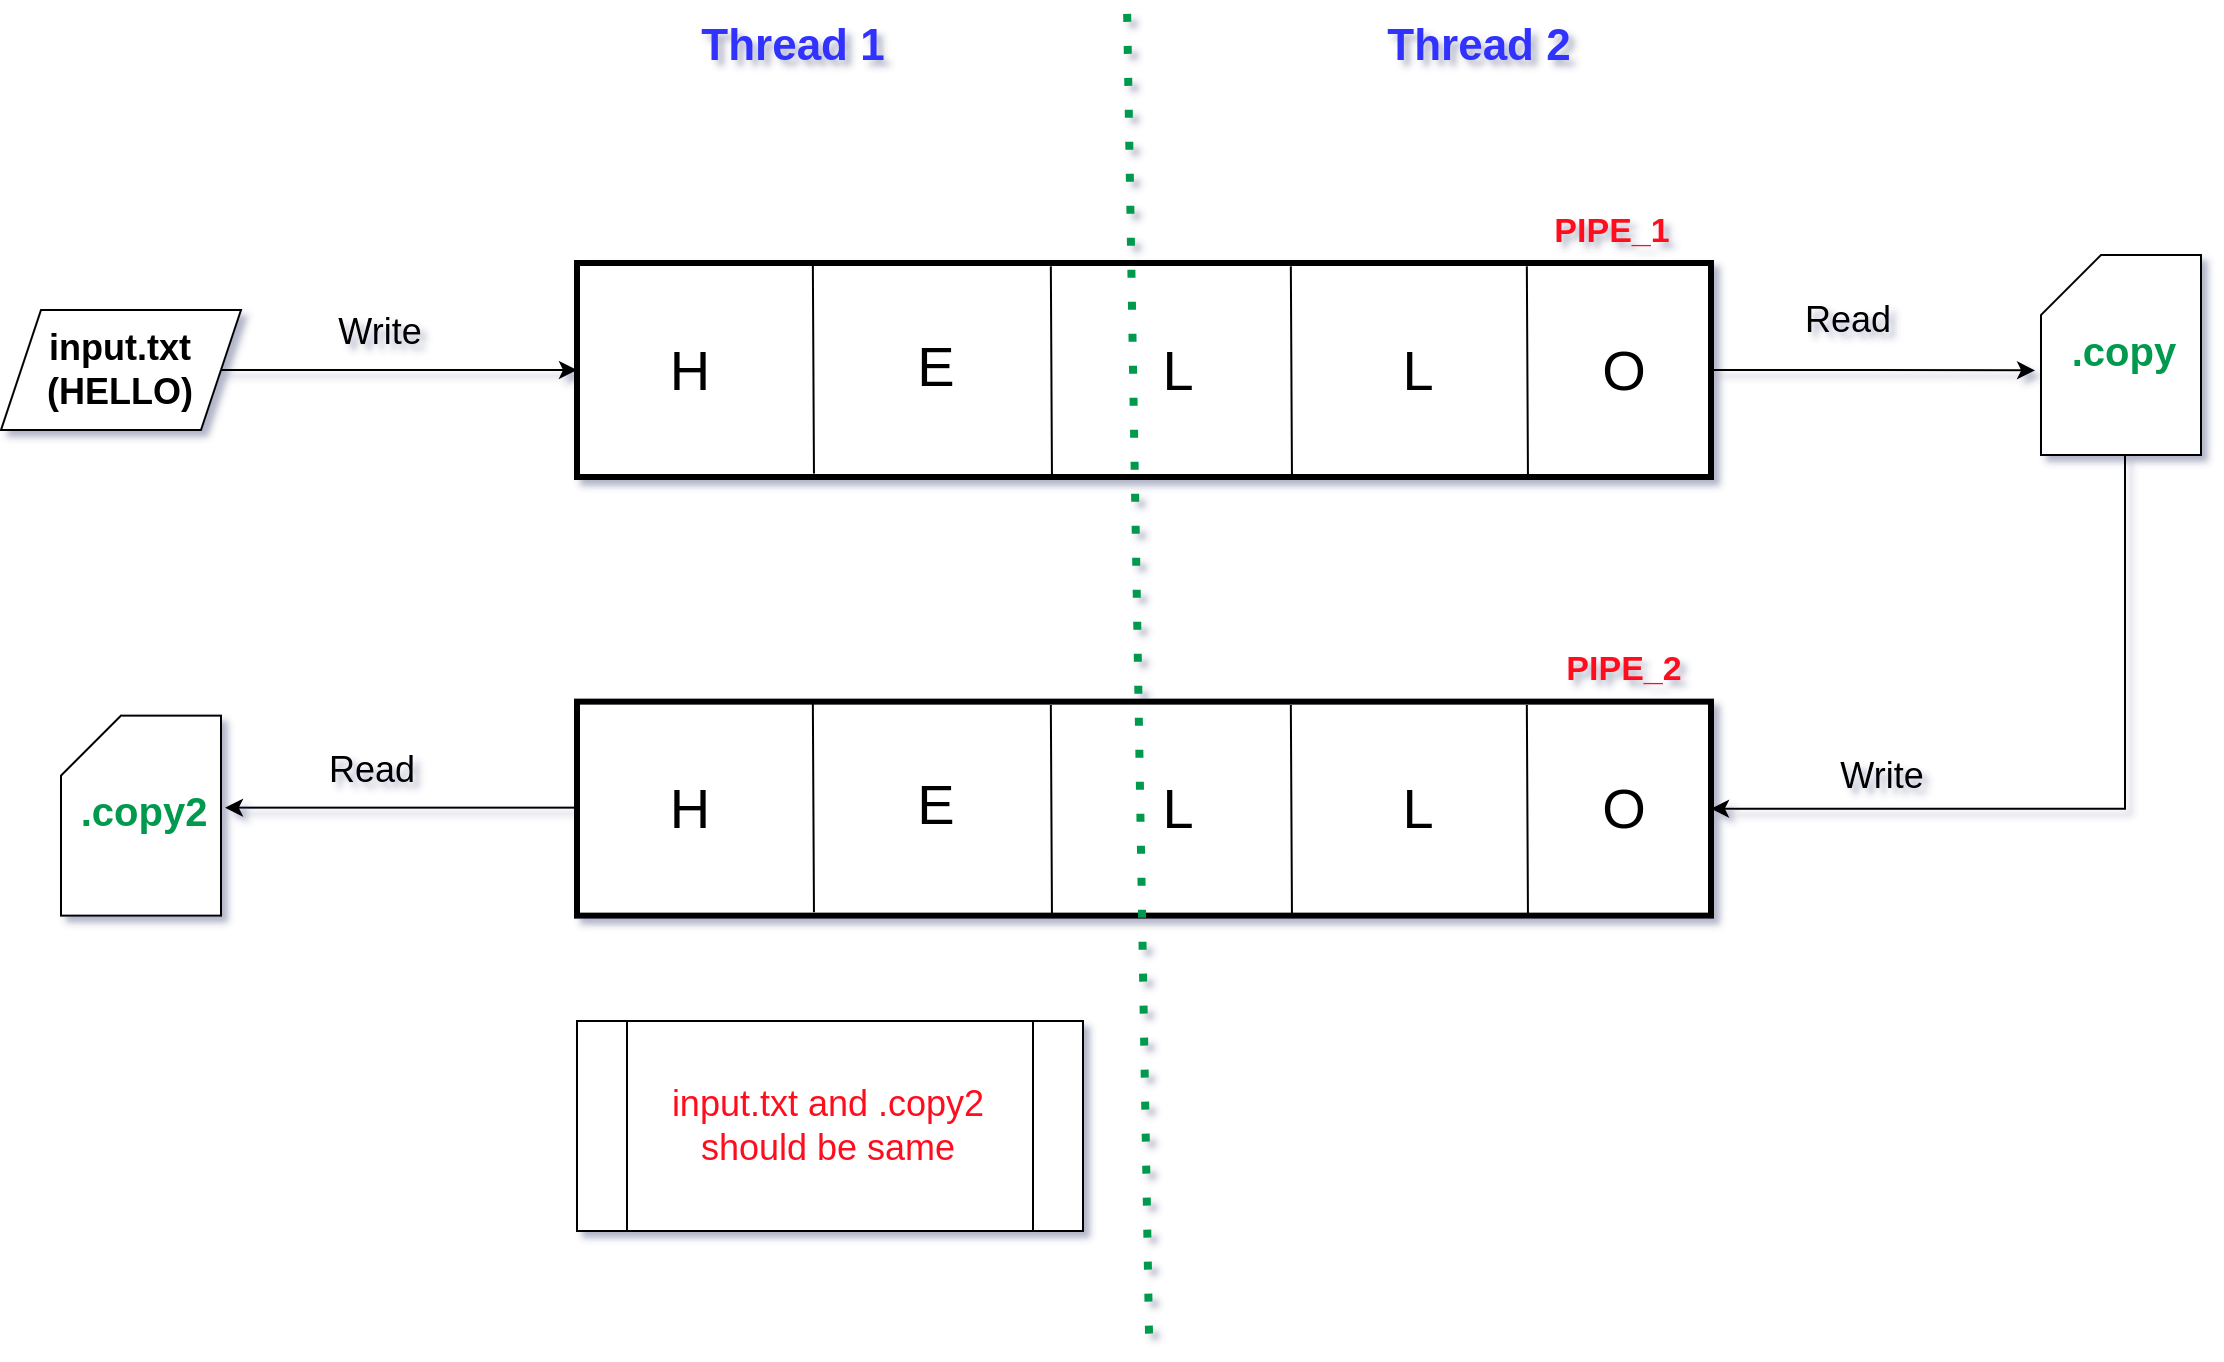 Thread 1
Thread 2
PIPE_1
input.txt
(HELLO)
Write
H
E
L
L
O
Read
.copy
PIPE_2
.copy2
Read
H
E
L
L
O
Write
input.txt and .copy2
should be same